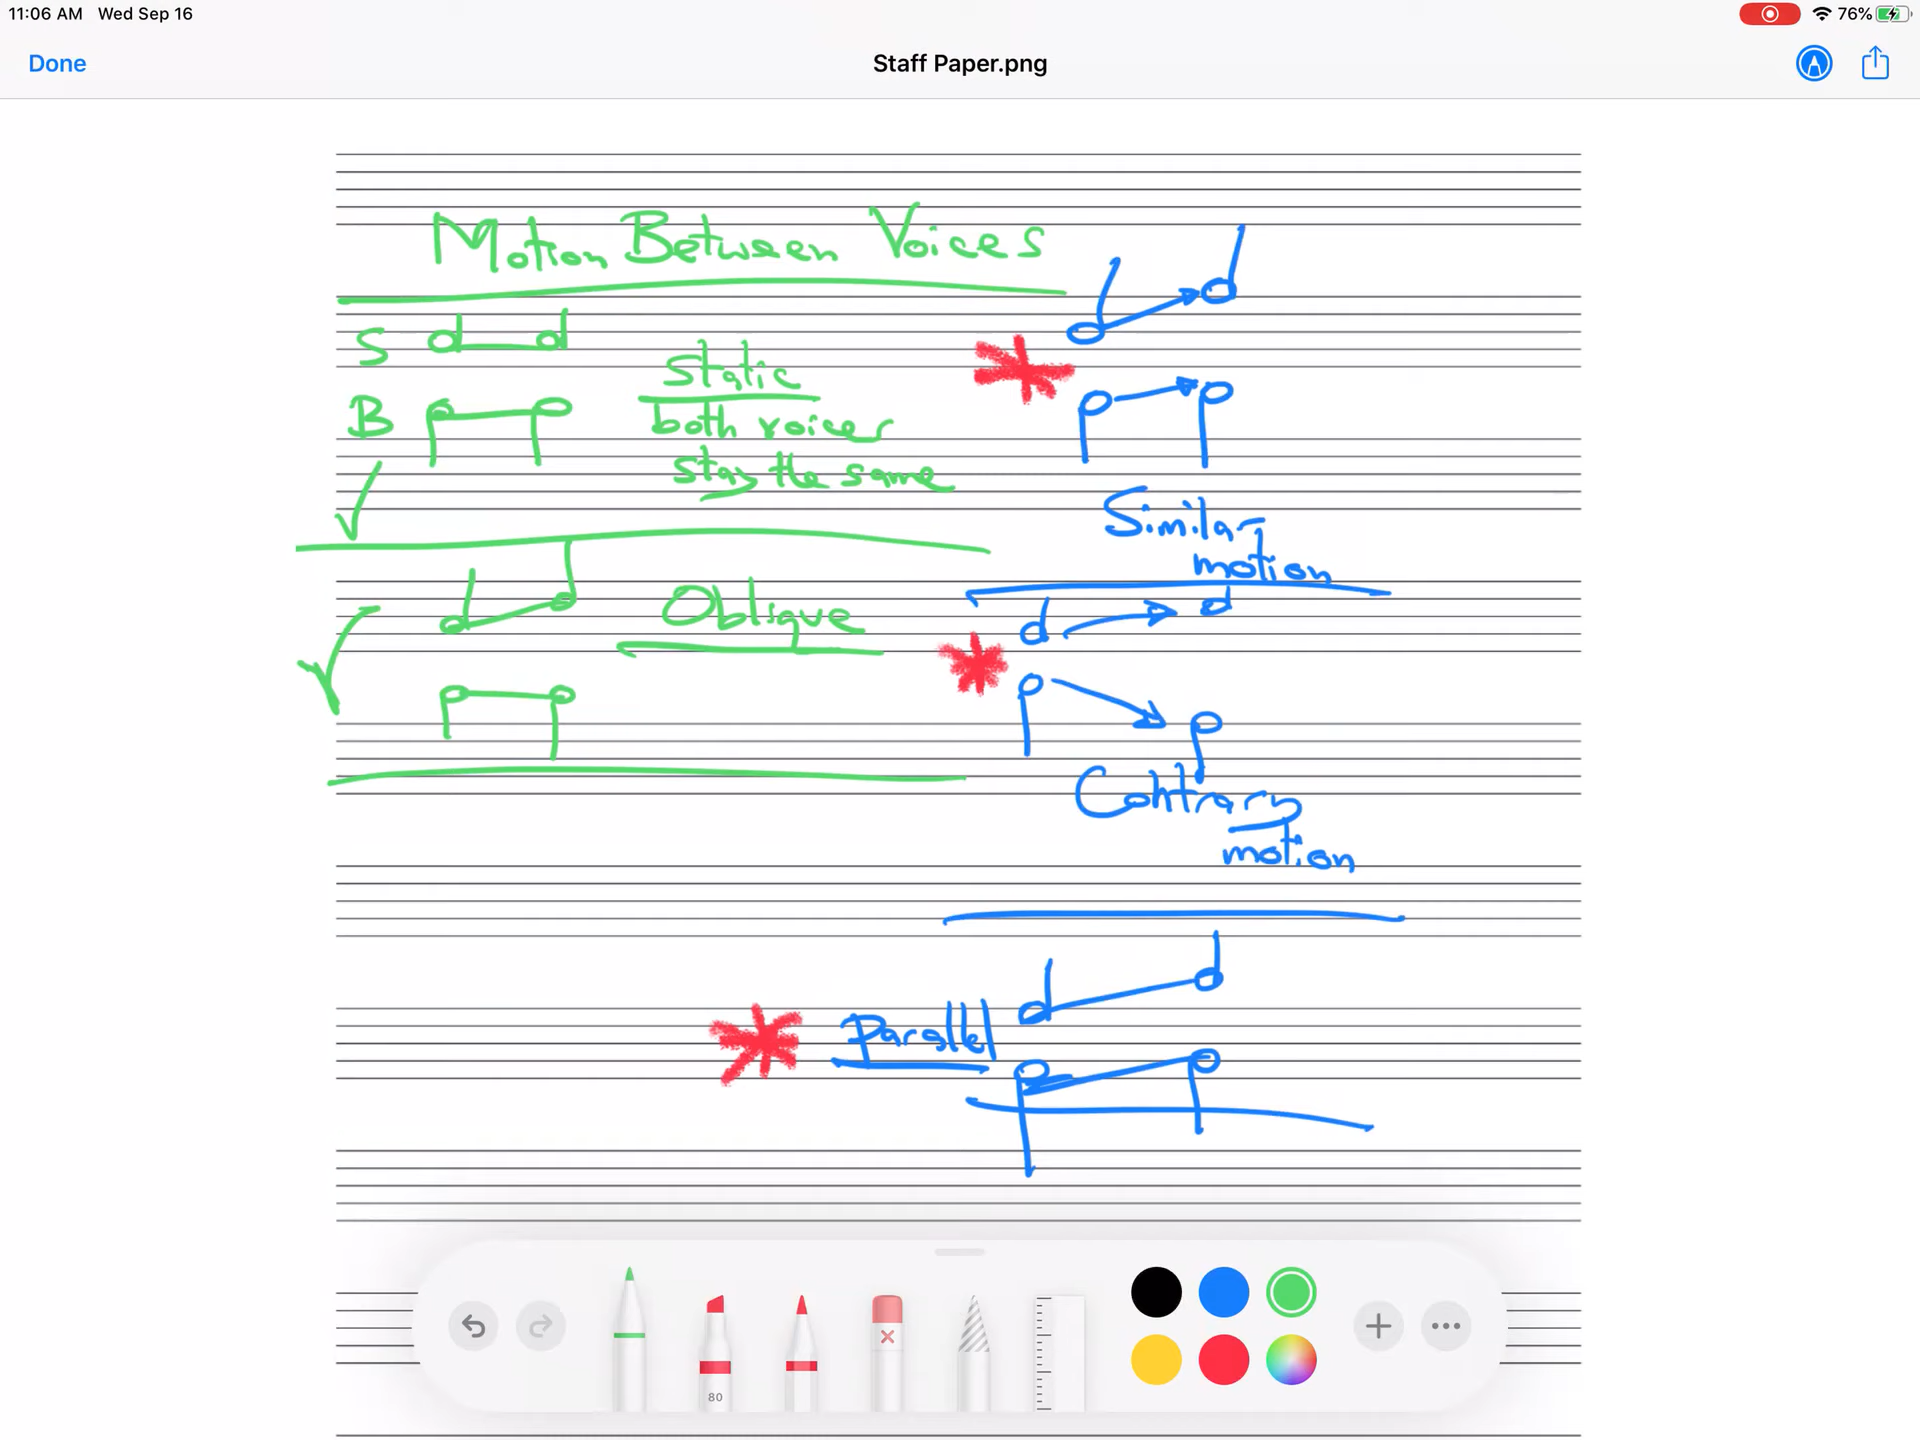 11:06 AM Wed Sep 16
76%
Done
Staff Paper.png
Motion Between Voices
S
B
Static
both voices
stay the same
Oblique
Similar
motion
Contrary
motion
Parallel
80